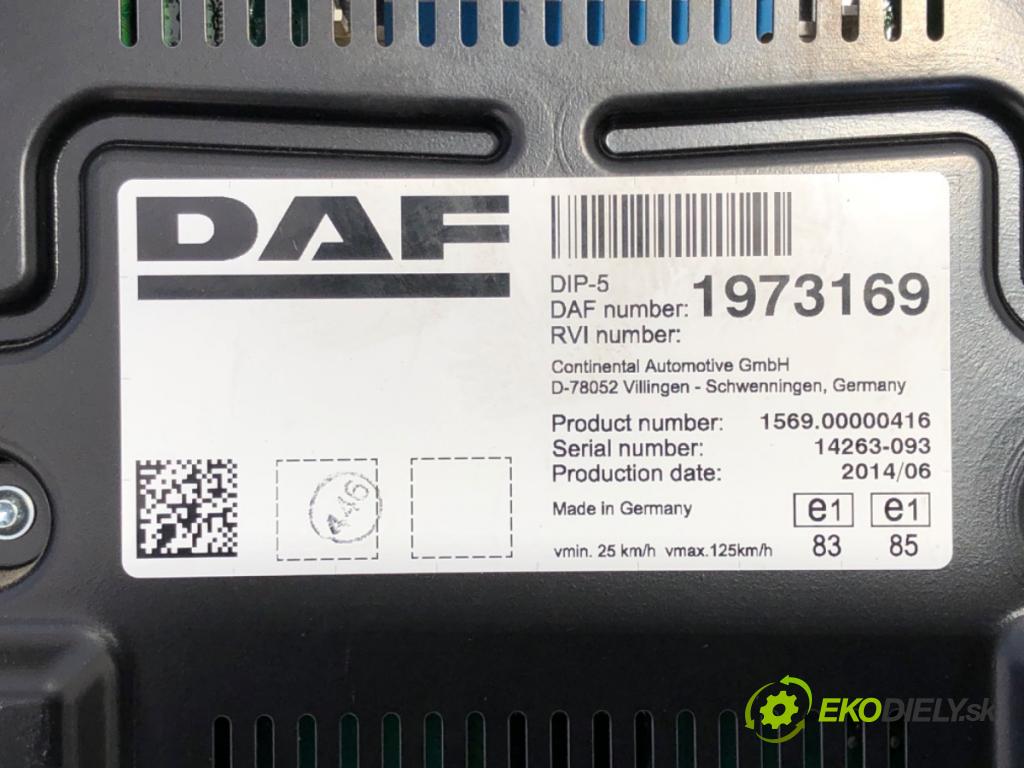 DAF
DIP-5
DAF number: 1973169
RVI number:
Continental Automotive GmbH
D-78052 Villingen - Schwenningen, Germany
Product number: 1569.00000416
Serial number: 14263-093
Production date: 2014/06
Made in Germany
e1 e1
83 85
vmin. 25 km/h vmax.125km/h
446
EKODIELY.sk